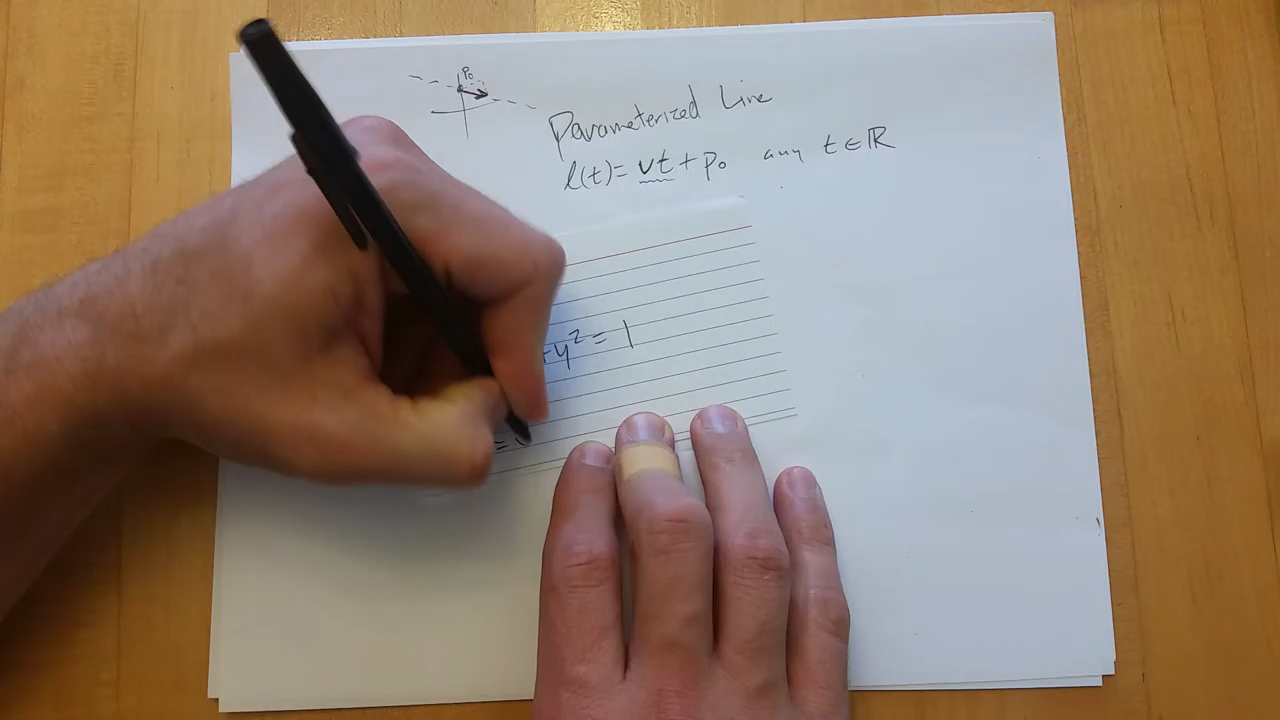 p₀
Parameterized Line
l(t) = vt + p₀ any t ∈ ℝ
+y² = 1
=